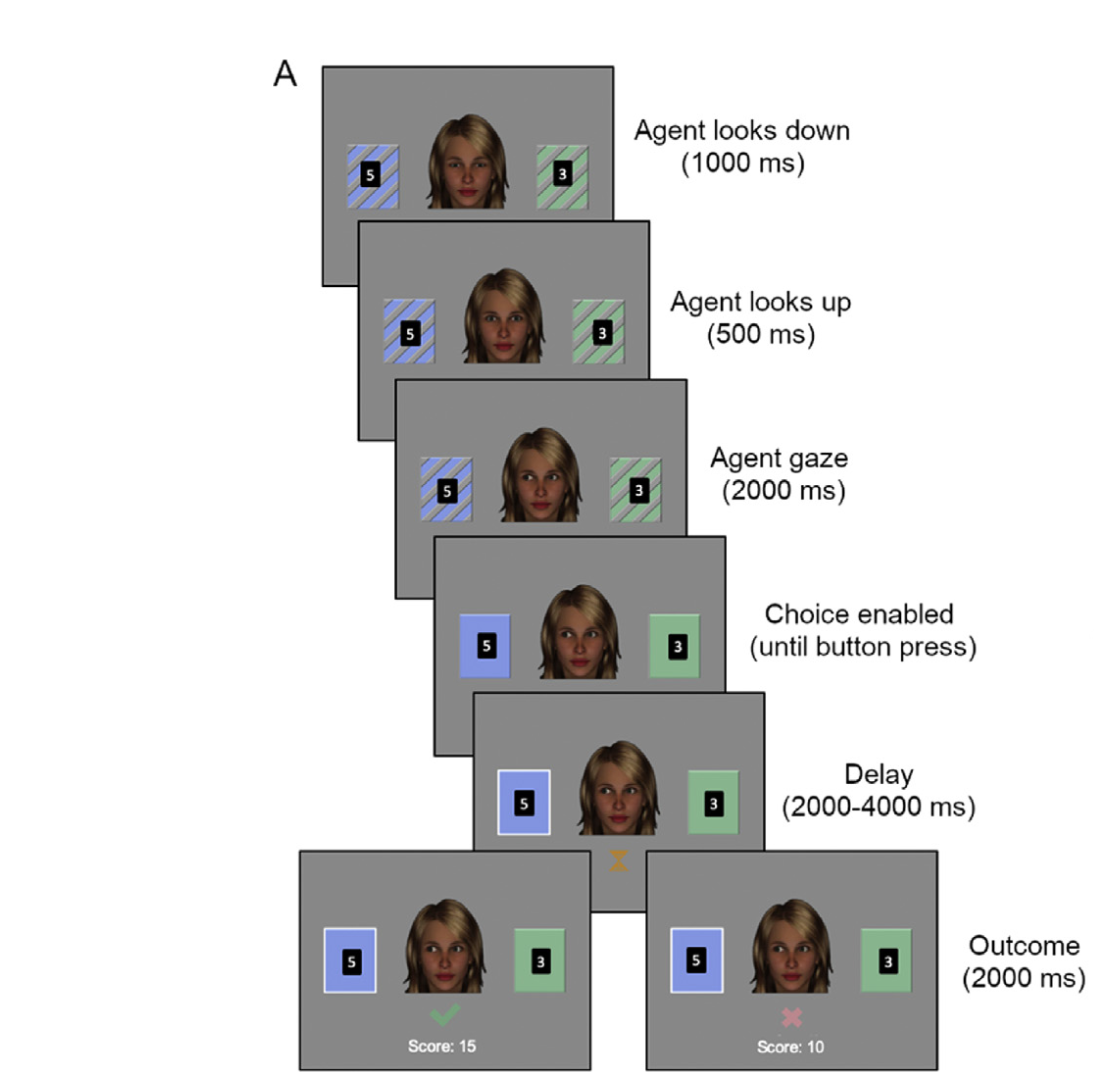 A
Agent looks down
(1000 ms)
5
3
Agent looks up
(500 ms)
5
3
Agent gaze
(2000 ms)
5
3
Choice enabled
(until button press)
5
3
Delay
(2000-4000 ms)
5
3
Outcome
(2000 ms)
5
3
5
3
Score: 15
Score: 10